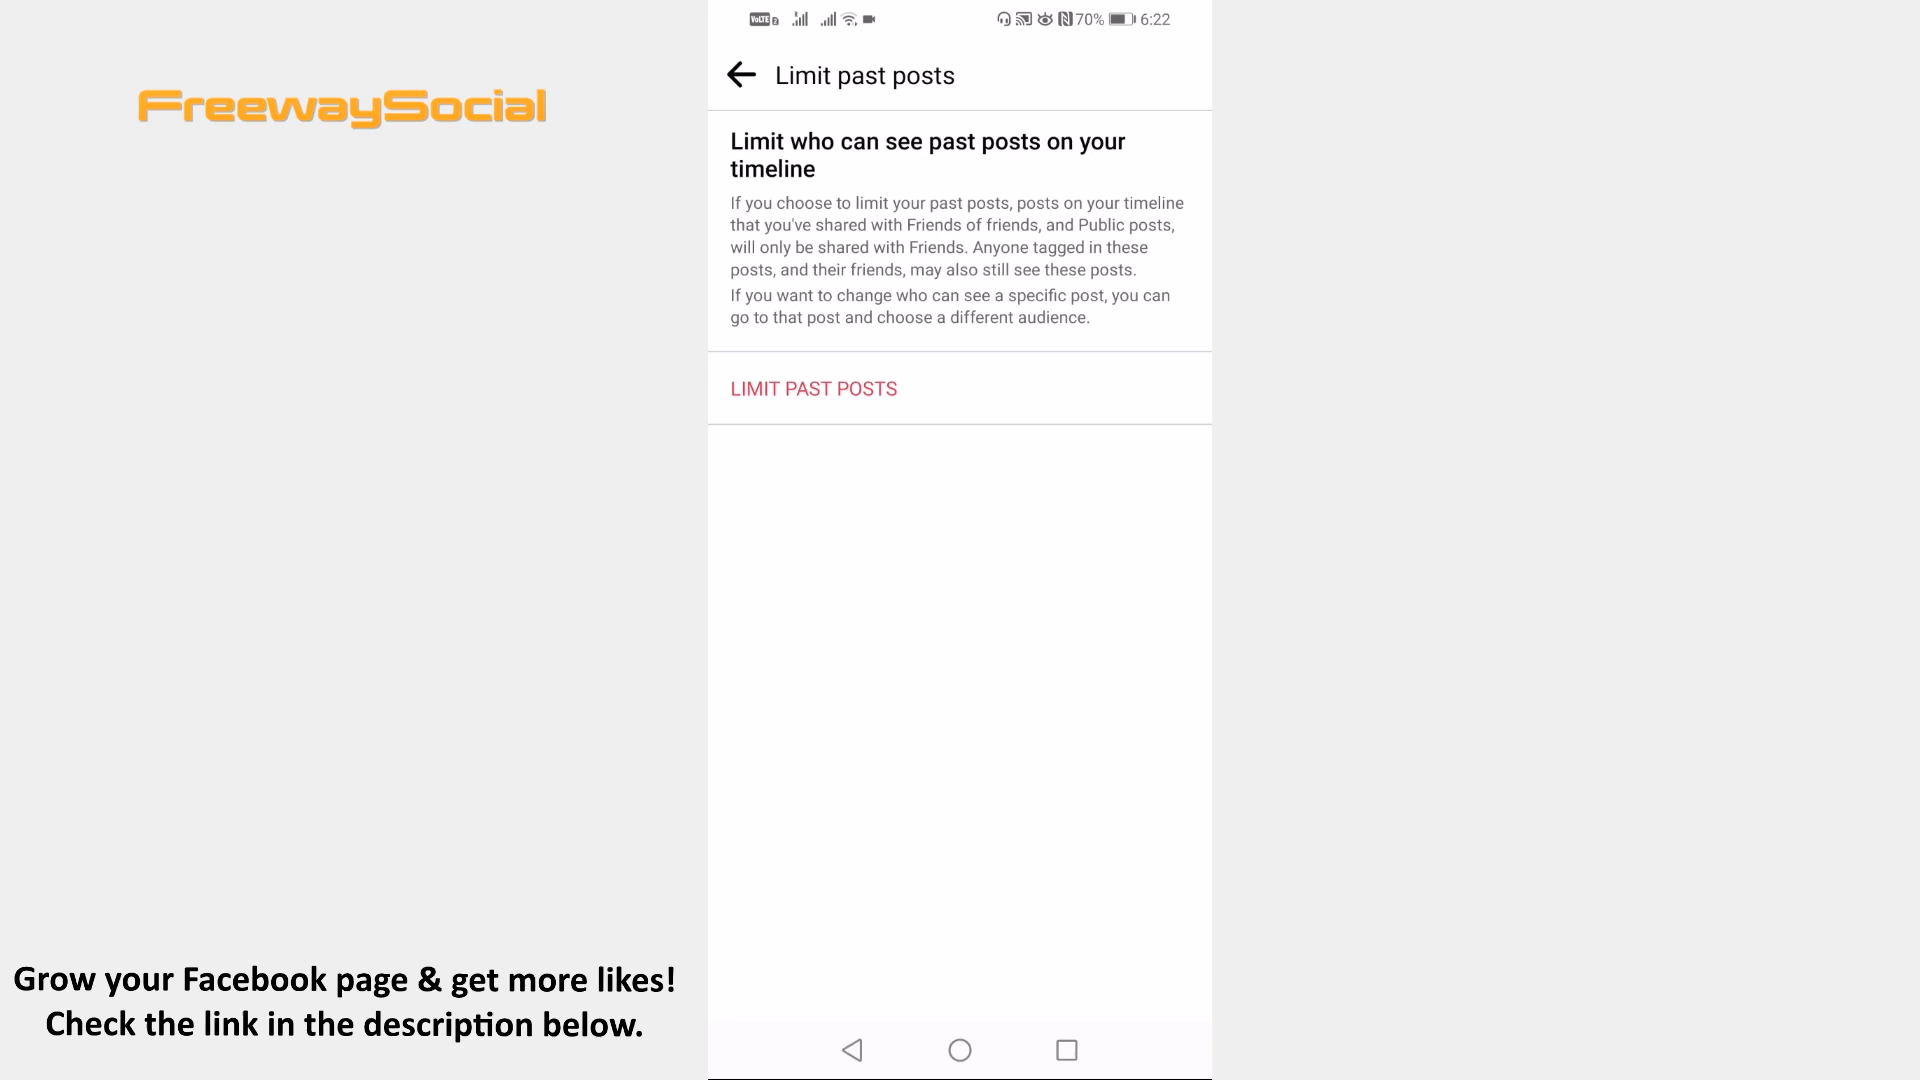 VoLTE 2 70% 6:22
FreewaySocial
Limit past posts
Limit who can see past posts on your
timeline
If you choose to limit your past posts, posts on your timeline
that you've shared with Friends of friends, and Public posts,
will only be shared with Friends. Anyone tagged in these
posts, and their friends, may also still see these posts.
If you want to change who can see a specific post, you can
go to that post and choose a different audience.
LIMIT PAST POSTS
Grow your Facebook page & get more likes!
Check the link in the description below.